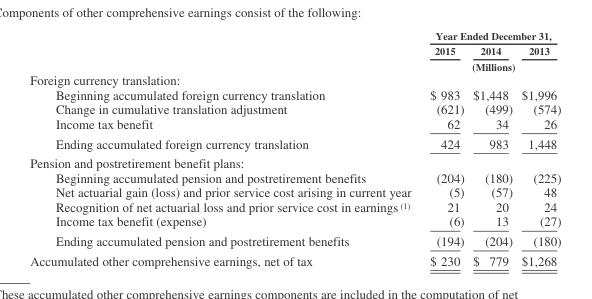 Components of other comprehensive earnings consist of the following:
Year Ended December 31,
2015 2014 2013
(Millions)
Foreign currency translation:
Beginning accumulated foreign currency translation $ 983 $1,448 $1,996
Change in cumulative translation adjustment (621) (499) (574)
Income tax benefit 62 34 26
Ending accumulated foreign currency translation 424 983 1,448
Pension and postretirement benefit plans:
Beginning accumulated pension and postretirement benefits (204) (180) (225)
Net actuarial gain (loss) and prior service cost arising in current year (5) (57) 48
Recognition of net actuarial loss and prior service cost in earnings (1) 21 20 24
Income tax benefit (expense) (6) 13 (27)
Ending accumulated pension and postretirement benefits (194) (204) (180)
Accumulated other comprehensive earnings, net of tax $ 230 $ 779 $1,268
These accumulated other comprehensive earnings components are included in the computation of net